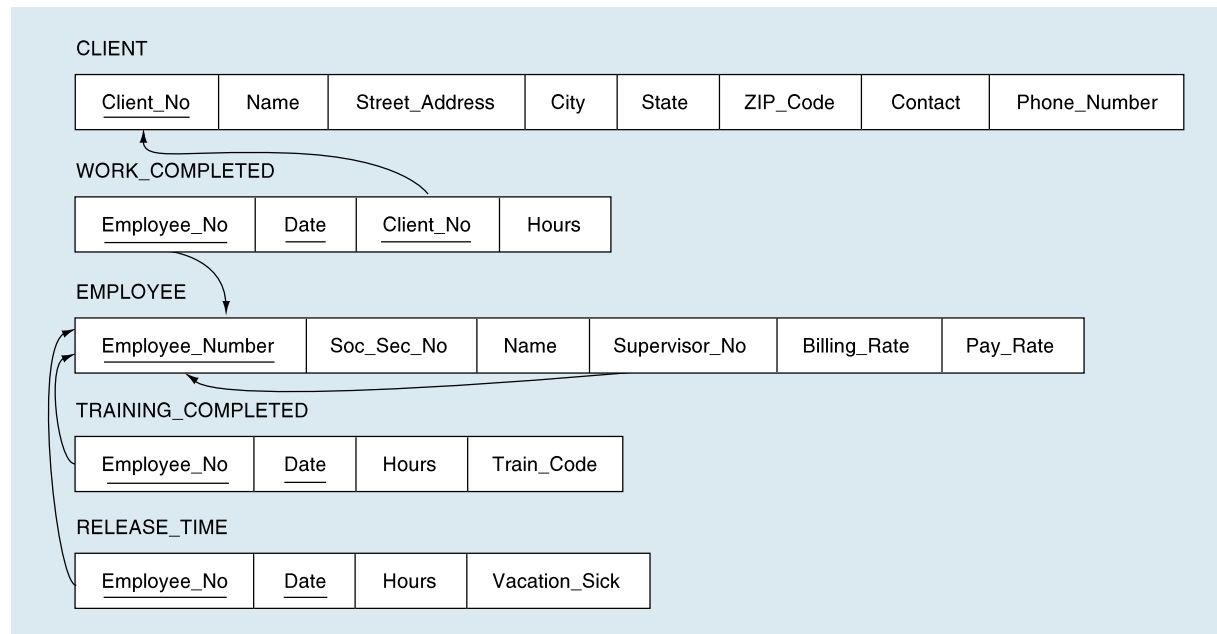 CLIENT
Client_No Name Street_Address City State ZIP_Code Contact Phone_Number
WORK_COMPLETED
Employee_No Date Client_No Hours
EMPLOYEE
Employee_Number Soc_Sec_No Name Supervisor_No Billing_Rate Pay_Rate
TRAINING_COMPLETED
Employee_No Date Hours Train_Code
RELEASE_TIME
Employee_No Date Hours Vacation_Sick